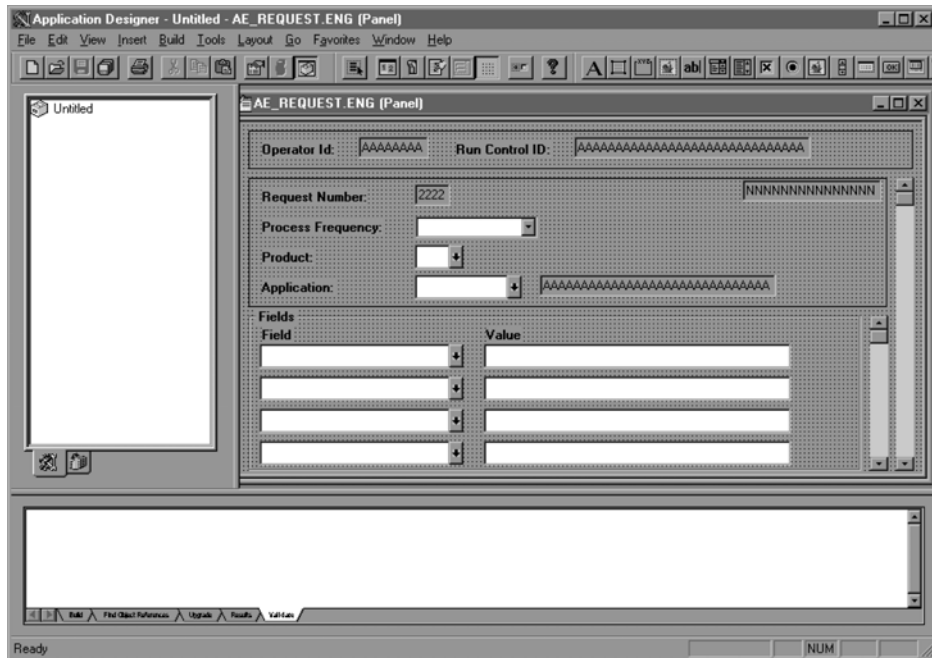 Application Designer - Untitled - AE_REQUEST.ENG (Panel)
File Edit View Insert Build Tools Layout Go Favorites Window Help
Untitled
AE_REQUEST.ENG (Panel)
Operator Id: AAAAAAAA Run Control ID: AAAAAAAAAAAAAAAAAAAAAAAAAAAAAA
Request Number: 2222 NNNNNNNNNNNNNNN
Process Frequency:
Product:
Application: AAAAAAAAAAAAAAAAAAAAAAAAAAAAAA
Fields
Field Value
Build Find Object References Upgrade Results Validate
Ready NUM